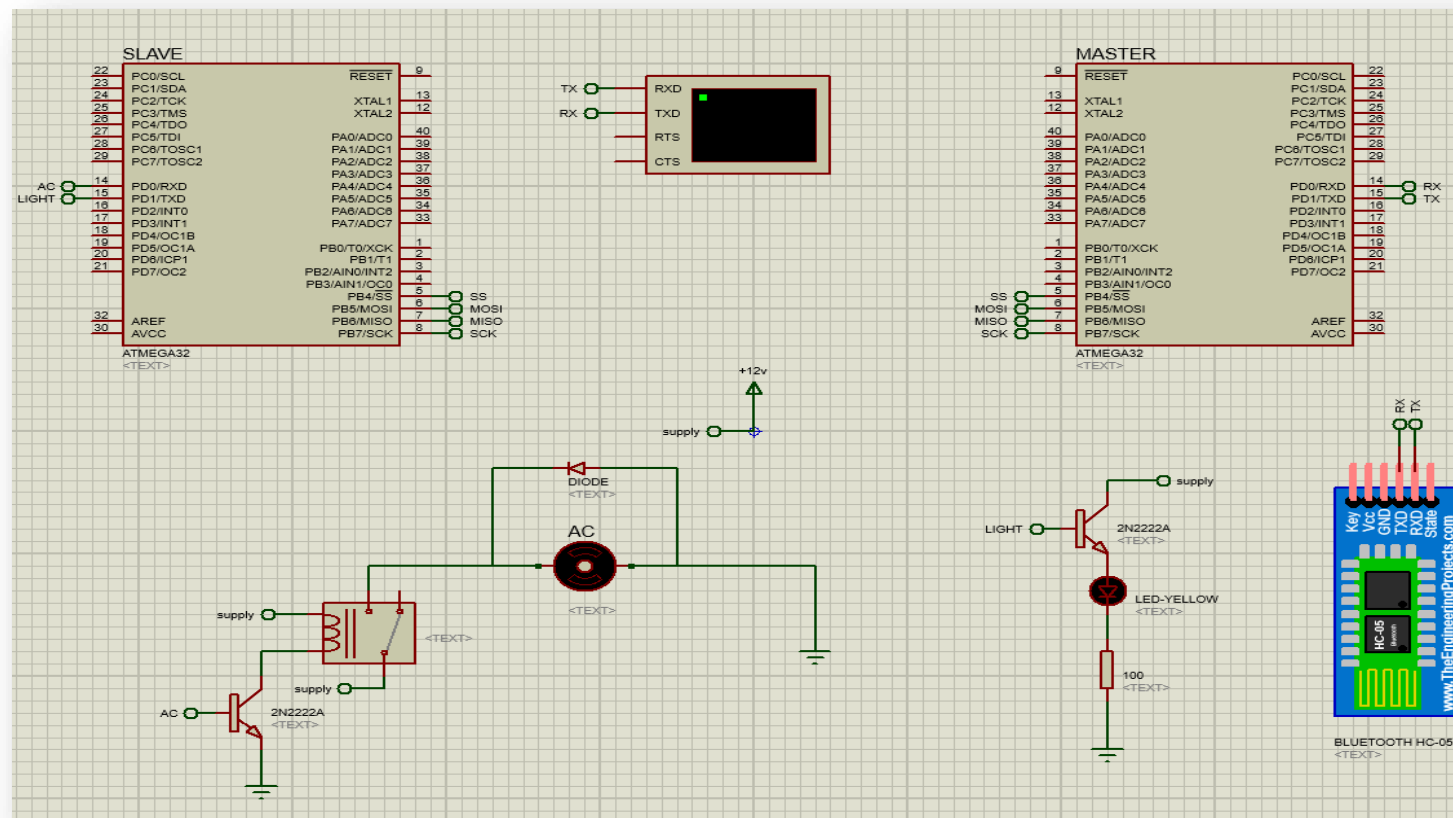 SLAVE
22 PC0/SCL
23 PC1/SDA
24 PC2/TCK
25 PC3/TMS
26 PC4/TDO
27 PC5/TDI
28 PC6/TOSC1
29 PC7/TOSC2
AC 14 PD0/RXD
LIGHT 15 PD1/TXD
16 PD2/INT0
17 PD3/INT1
18 PD4/OC1B
19 PD5/OC1A
20 PD6/ICP1
21 PD7/OC2
32 AREF
30 AVCC
RESET 9
XTAL1 13
XTAL2 12
PA0/ADC0 40
PA1/ADC1 39
PA2/ADC2 38
PA3/ADC3 37
PA4/ADC4 36
PA5/ADC5 35
PA6/ADC6 34
PA7/ADC7 33
PB0/T0/XCK 1
PB1/T1 2
PB2/AIN0/INT2 3
PB3/AIN1/OC0 4
PB4/SS 5 SS
PB5/MOSI 6 MOSI
PB6/MISO 7 MISO
PB7/SCK 8 SCK
ATMEGA32
<TEXT>
TX RXD
RX TXD
RTS
CTS
MASTER
9 RESET
13 XTAL1
12 XTAL2
40 PA0/ADC0
39 PA1/ADC1
38 PA2/ADC2
37 PA3/ADC3
36 PA4/ADC4
35 PA5/ADC5
34 PA6/ADC6
33 PA7/ADC7
1 PB0/T0/XCK
2 PB1/T1
3 PB2/AIN0/INT2
4 PB3/AIN1/OC0
SS 5 PB4/SS
MOSI 6 PB5/MOSI
MISO 7 PB6/MISO
SCK 8 PB7/SCK
PC0/SCL 22
PC1/SDA 23
PC2/TCK 24
PC3/TMS 25
PC4/TDO 26
PC5/TDI 27
PC6/TOSC1 28
PC7/TOSC2 29
PD0/RXD 14 RX
PD1/TXD 15 TX
PD2/INT0 16
PD3/INT1 17
PD4/OC1B 18
PD5/OC1A 19
PD6/ICP1 20
PD7/OC2 21
AREF 32
AVCC 30
ATMEGA32
<TEXT>
+12v
supply
DIODE
<TEXT>
AC
<TEXT>
supply
<TEXT>
supply
AC
2N2222A
<TEXT>
supply
LIGHT
2N2222A
<TEXT>
LED-YELLOW
<TEXT>
100
<TEXT>
RX
TX
Key
Vcc
GND
TXD
RXD
State
HC-05
Bluetooth
www.TheEngineeringProjects.com
BLUETOOTH HC-05
<TEXT>